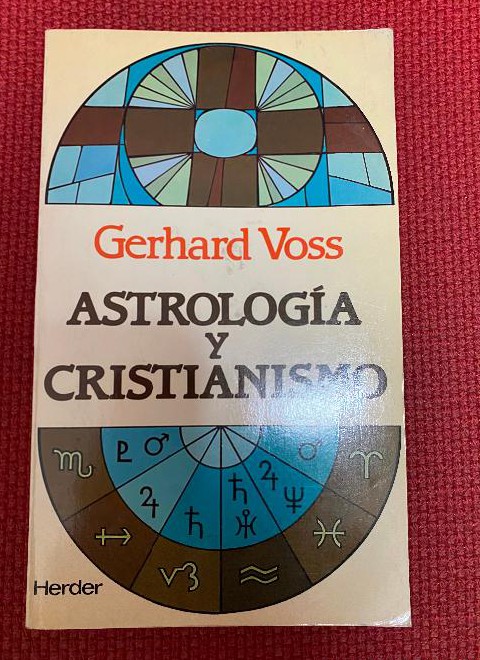 Gerhard Voss
ASTROLOGÍA
Y
CRISTIANISMO
Herder